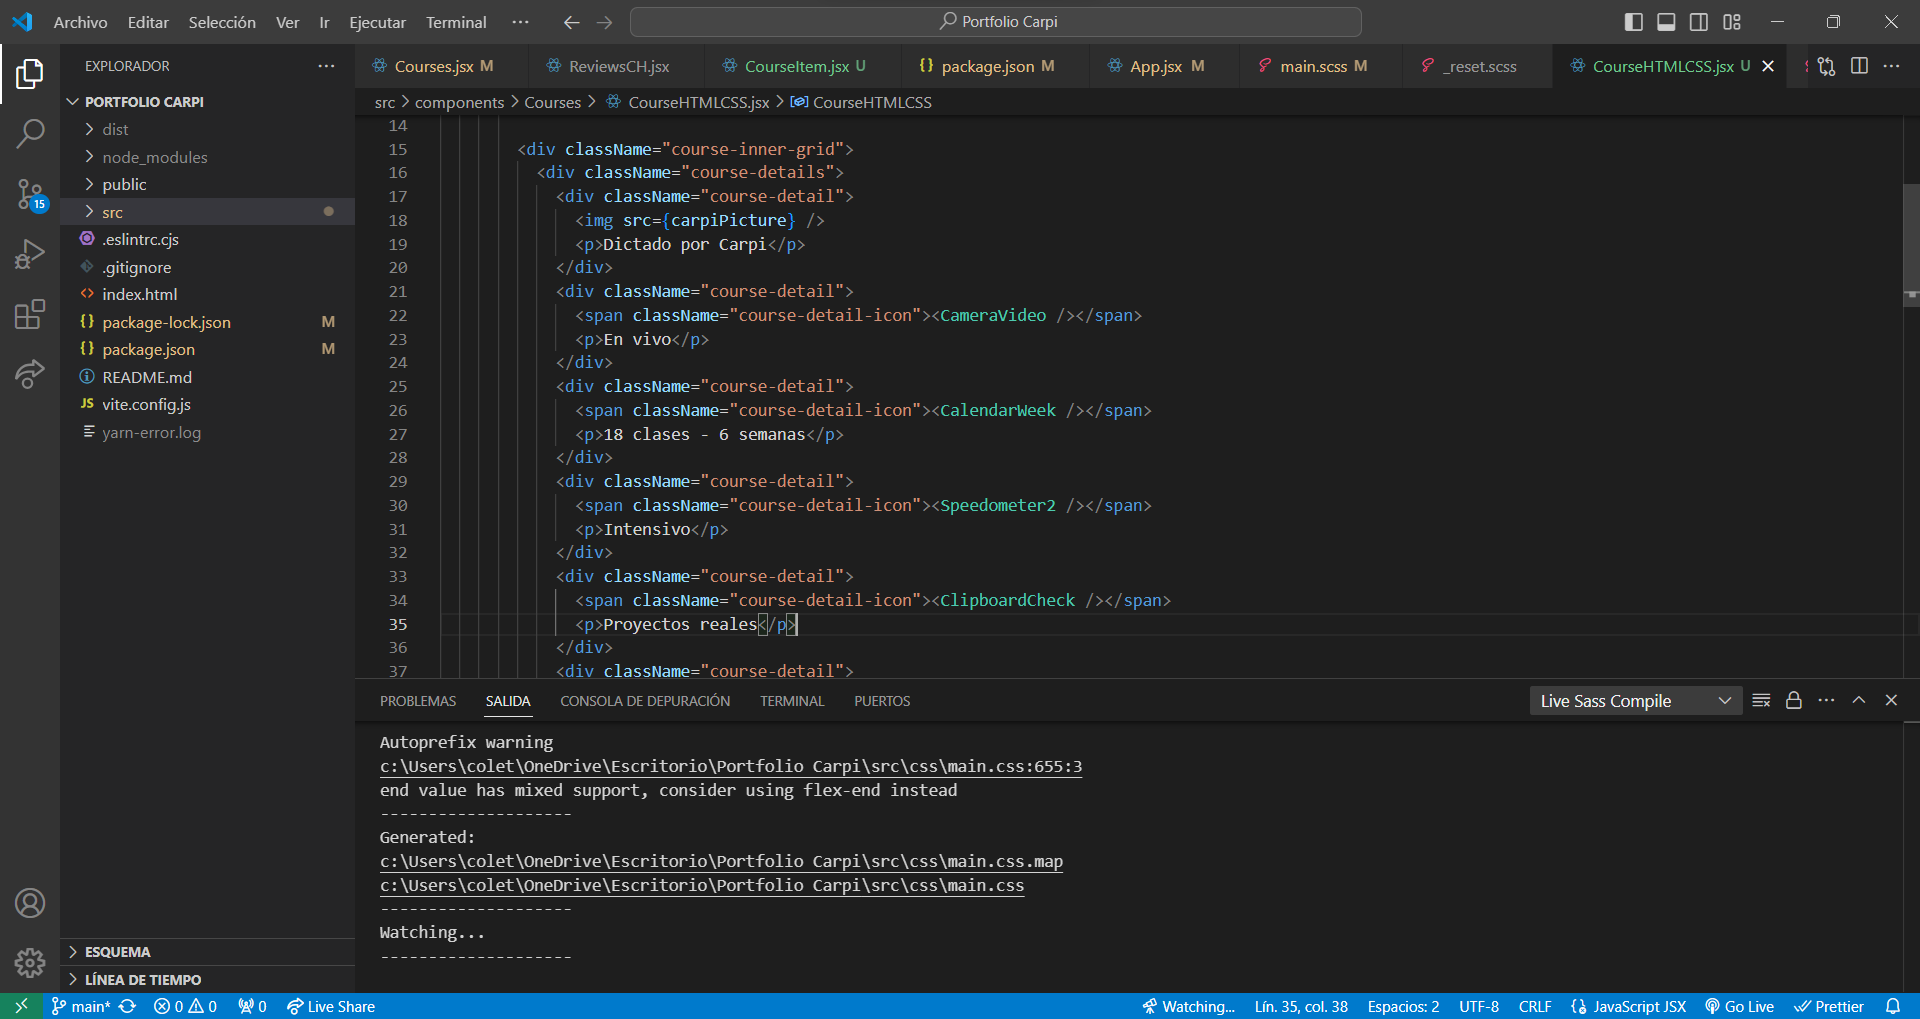 Archivo Editar Selección Ver Ir Ejecutar Terminal ··· Portfolio Carpi
EXPLORADOR ···
PORTFOLIO CARPI
dist
node_modules
public
src
.eslintrc.cjs
.gitignore
index.html
package-lock.json M
package.json M
README.md
JS vite.config.js
yarn-error.log
15
ESQUEMA
LÍNEA DE TIEMPO
Courses.jsx M ReviewsCH.jsx CourseItem.jsx U package.json M App.jsx M main.scss M _reset.scss CourseHTMLCSS.jsx U
src > components > Courses > CourseHTMLCSS.jsx > CourseHTMLCSS
14
15 <div className="course-inner-grid">
16 <div className="course-details">
17 <div className="course-detail">
18 <img src={carpiPicture} />
19 <p>Dictado por Carpi</p>
20 </div>
21 <div className="course-detail">
22 <span className="course-detail-icon"><CameraVideo /></span>
23 <p>En vivo</p>
24 </div>
25 <div className="course-detail">
26 <span className="course-detail-icon"><CalendarWeek /></span>
27 <p>18 clases - 6 semanas</p>
28 </div>
29 <div className="course-detail">
30 <span className="course-detail-icon"><Speedometer2 /></span>
31 <p>Intensivo</p>
32 </div>
33 <div className="course-detail">
34 <span className="course-detail-icon"><ClipboardCheck /></span>
35 <p>Proyectos reales</p>
36 </div>
37 <div className="course-detail">
PROBLEMAS SALIDA CONSOLA DE DEPURACIÓN TERMINAL PUERTOS Live Sass Compile
Autoprefix warning
c:\Users\colet\OneDrive\Escritorio\Portfolio Carpi\src\css\main.css:655:3
end value has mixed support, consider using flex-end instead
--------------------
Generated:
c:\Users\colet\OneDrive\Escritorio\Portfolio Carpi\src\css\main.css.map
c:\Users\colet\OneDrive\Escritorio\Portfolio Carpi\src\css\main.css
--------------------
Watching...
--------------------
main* 0 0 0 Live Share Watching... Lín. 35, col. 38 Espacios: 2 UTF-8 CRLF JavaScript JSX Go Live Prettier